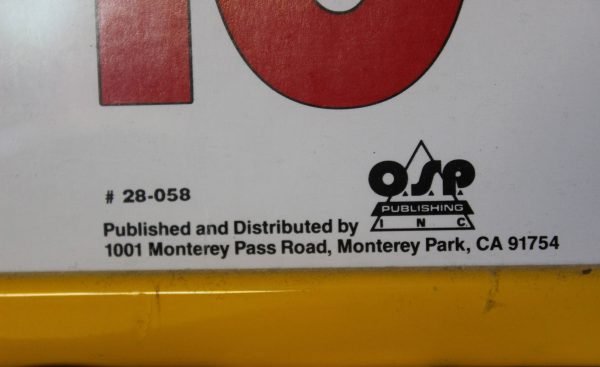 # 28-058
O.S.P.
PUBLISHING
INC
Published and Distributed by
1001 Monterey Pass Road, Monterey Park, CA 91754